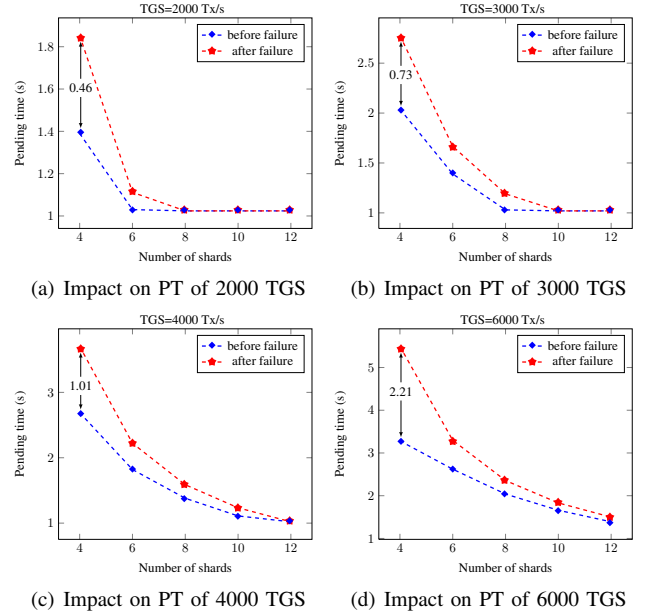 TGS=2000 Tx/s
before failure
after failure
1.8
1.6
1.4
1.2
1
0.46
Pending time (s)
4 6 8 10 12
Number of shards
(a) Impact on PT of 2000 TGS
TGS=3000 Tx/s
before failure
after failure
2.5
2
1.5
1
0.73
Pending time (s)
4 6 8 10 12
Number of shards
(b) Impact on PT of 3000 TGS
TGS=4000 Tx/s
before failure
after failure
3
2
1
1.01
Pending time (s)
4 6 8 10 12
Number of shards
(c) Impact on PT of 4000 TGS
TGS=6000 Tx/s
before failure
after failure
5
4
3
2
1
2.21
Pending time (s)
4 6 8 10 12
Number of shards
(d) Impact on PT of 6000 TGS